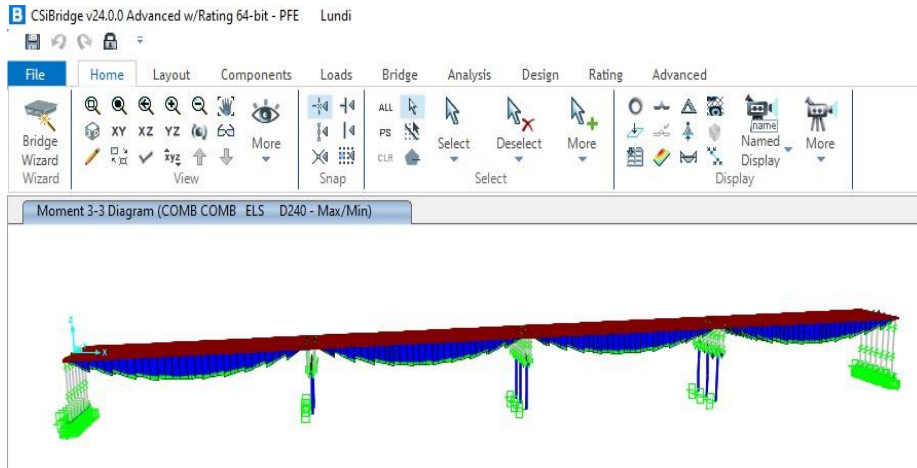 B CSiBridge v24.0.0 Advanced w/Rating 64-bit - PFE Lundi
File Home Layout Components Loads Bridge Analysis Design Rating Advanced
Bridge Wizard
XY XZ YZ
xyz
More
ALL
PS
CLR
Select
Deselect
More
name
Named Display
More
Wizard View Snap Select Display
Moment 3-3 Diagram (COMB COMB ELS D240 - Max/Min)
Z
X